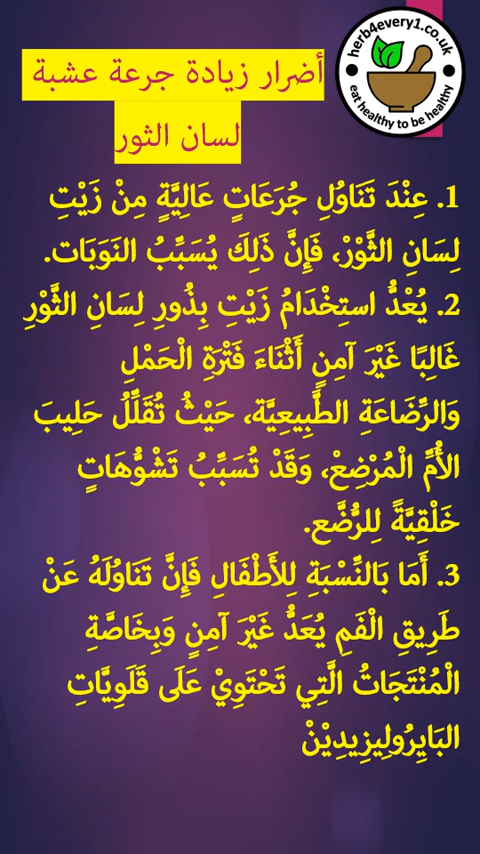 herb4every1.co.uk
eat healthy to be healthy
أضرار زيادة جرعة عشبة
لسان الثور
1. عِنْدَ تَنَاوُلِ جُرَعَاتٍ عَالِيَّةٍ مِنْ زَيْتِ
لِسَانِ الثَّوْرْ، فَإِنَّ ذَلِكَ يُسَبِّبُ النَوَبَات.
2. يُعْدُّ استِخْدَامُ زَيْتِ بِذُورِ لِسَانِ الثَّوْرِ
غَالِبًا غَيْرَ آمِنٍ أَثْنَاءَ فَتْرَةِ الْحَمْلِ
وَالرِّضَاعَةِ الطَّبِيعِيَّة، حَيْثُ تُقَلِّلُ حَلِيبَ
الأُمِّ الْمُرْضِعْ، وَقَدْ تُسَبِّبُ تَشْوُّهَاتٍ
خَلْقِيَّةً لِلرُّضَّع.
3. أَمَا بَالنِّسْبَةِ لِلأَطْفَالِ فَإِنَّ تَنَاوُلَهُ عَنْ
طَرِيقِ الْفَمِ يُعَدُّ غَيْرَ آمِنٍ وَبِخَاصَّةِ
الْمُنْتَجَاتُ الَّتِي تَحْتَوِيْ عَلَى قَلَوِيَّاتِ
البَايِرُولِيزِيدِيْنْ